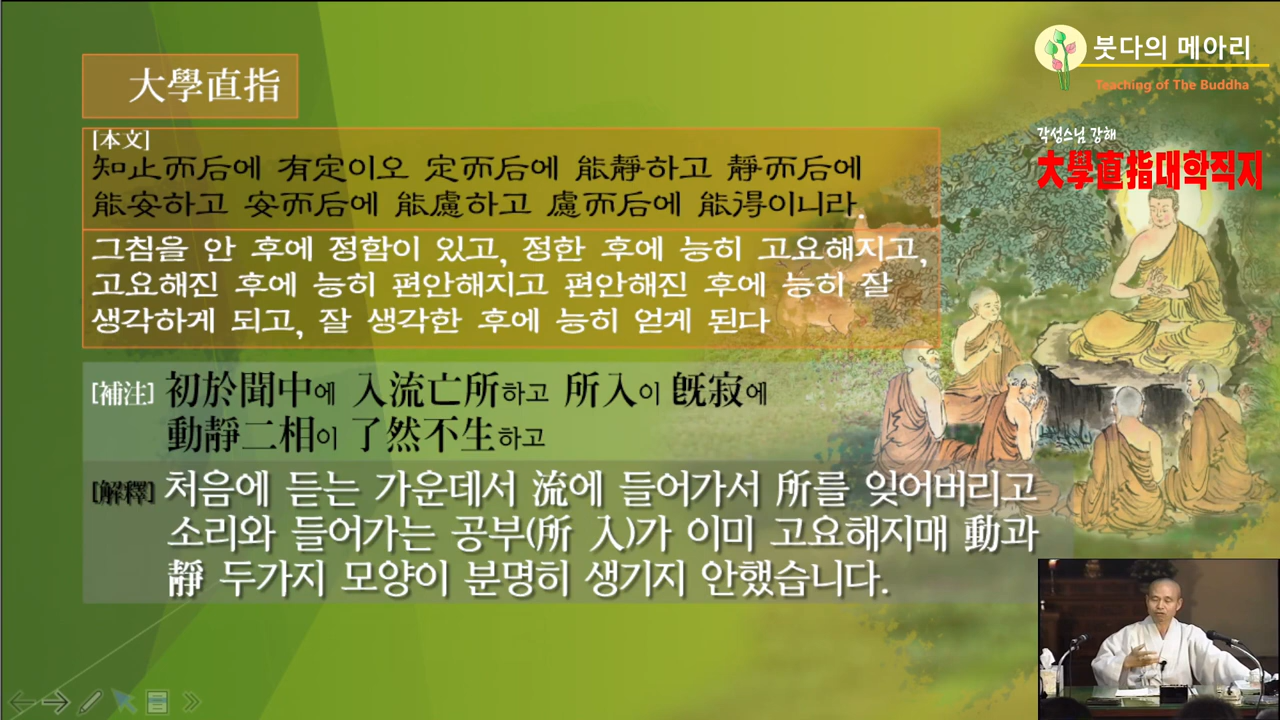 大學直指
[本文]
知止而后에 有定이오 定而后에 能靜하고 靜而后에
能安하고 安而后에 能慮하고 慮而后에 能得이니라.
그침을 안 후에 정함이 있고, 정한 후에 능히 고요해지고,
고요해진 후에 능히 편안해지고 편안해진 후에 능히 잘
생각하게 되고, 잘 생각한 후에 능히 얻게 된다
[補注] 初於聞中에 入流亡所하고 所入이 旣寂에
動靜二相이 了然不生하고
[解釋] 처음에 듣는 가운데서 流에 들어가서 所를 잊어버리고
소리와 들어가는 공부(所 入)가 이미 고요해지매 動과
靜 두가지 모양이 분명히 생기지 안했습니다.
붓다의 메아리
Teaching of The Buddha
각성스님 강해
大學直指대학직지